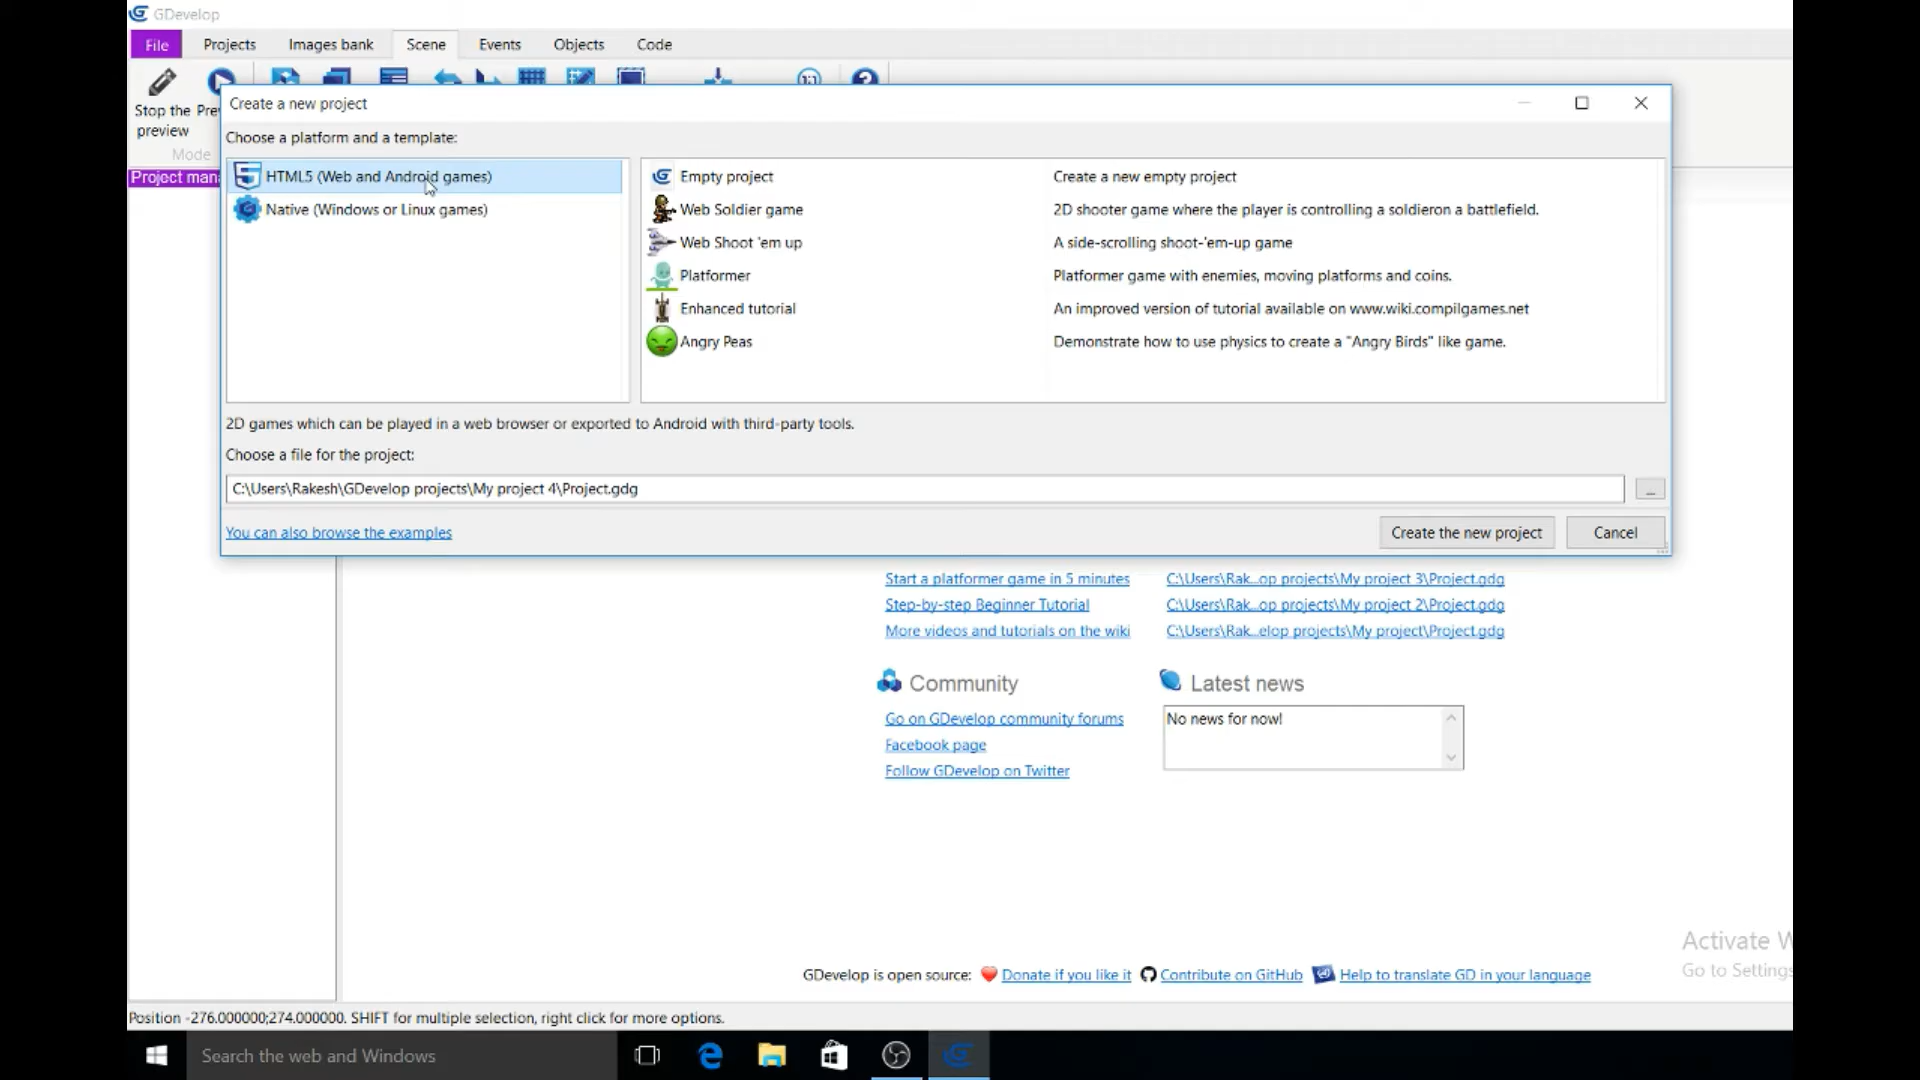 GDevelop
File Projects Images bank Scene Events Objects Code
Stop the Pre
preview
Mode
Create a new project
Choose a platform and a template:
Project man
HTML5 (Web and Android games)
Native (Windows or Linux games)
Empty project Create a new empty project
Web Soldier game 2D shooter game where the player is controlling a soldieron a battlefield.
Web Shoot 'em up A side-scrolling shoot-'em-up game
Platformer Platformer game with enemies, moving platforms and coins.
Enhanced tutorial An improved version of tutorial available on www.wiki.compilgames.net
Angry Peas Demonstrate how to use physics to create a "Angry Birds" like game.
2D games which can be played in a web browser or exported to Android with third-party tools.
Choose a file for the project:
C:\Users\Rakesh\GDevelop projects\My project 4\Project.gdg ...
You can also browse the examples Create the new project Cancel
Start a platformer game in 5 minutes C:\Users\Rak...op projects\My project 3\Project.gdg
Step-by-step Beginner Tutorial C:\Users\Rak...op projects\My project 2\Project.gdg
More videos and tutorials on the wiki C:\Users\Rak...elop projects\My project\Project.gdg
Community Latest news
Go on GDevelop community forums No news for now!
Facebook page
Follow GDevelop on Twitter
Activate W
Go to Settings
GDevelop is open source: Donate if you like it Contribute on GitHub Help to translate GD in your language
Position -276.000000;274.000000. SHIFT for multiple selection, right click for more options.
Search the web and Windows